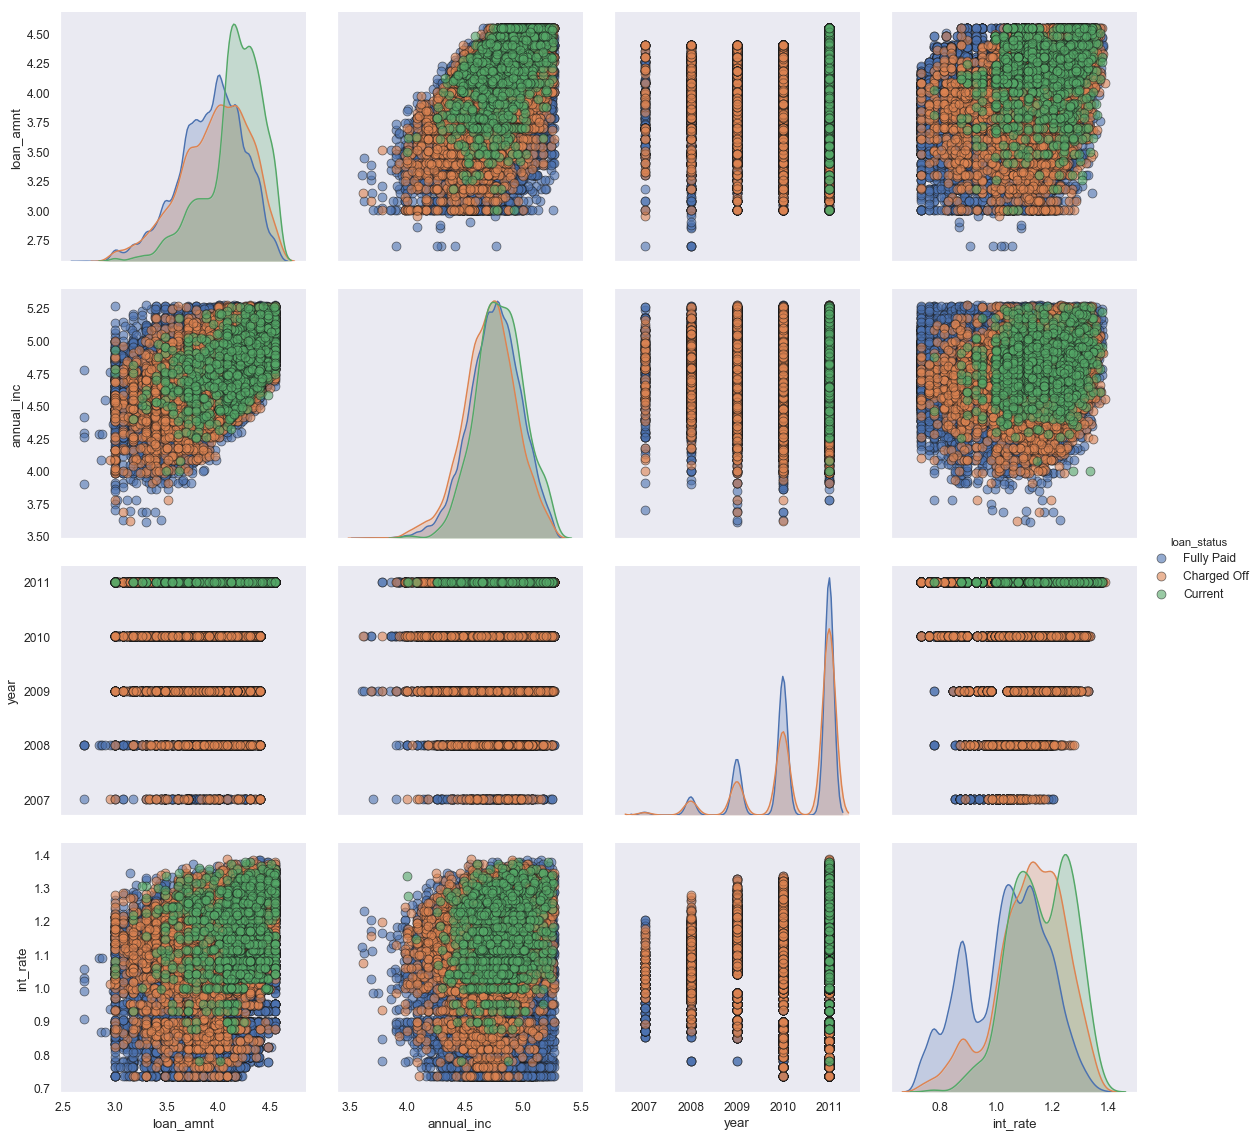 4.50
4.25
4.00
3.75
3.50
3.25
3.00
2.75
loan_amnt
5.25
5.00
4.75
4.50
4.25
4.00
3.75
3.50
annual_inc
loan_status
Fully Paid
Charged Off
Current
2011
2010
2009
2008
2007
year
1.4
1.3
1.2
1.1
1.0
0.9
0.8
0.7
int_rate
2.5 3.0 3.5 4.0 4.5
loan_amnt
3.5 4.0 4.5 5.0 5.5
annual_inc
2007 2008 2009 2010 2011
year
0.8 1.0 1.2 1.4
int_rate